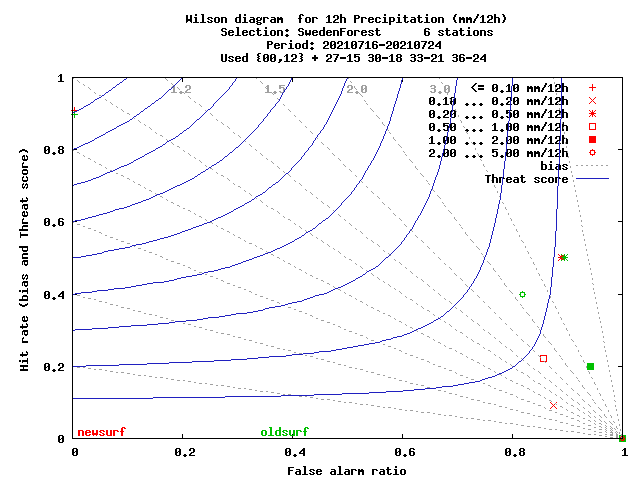 Wilson diagram for 12h Precipitation (mm/12h)
Selection: SwedenForest 6 stations
Period: 20210716-20210724
Used {00,12} + 27-15 30-18 33-21 36-24
1
0.8
0.6
0.4
0.2
0
Hit rate (bias and Threat score)
1.2
1.5
2.0
3.0
<= 0.10 mm/12h
0.10 ... 0.20 mm/12h
0.20 ... 0.50 mm/12h
0.50 ... 1.00 mm/12h
1.00 ... 2.00 mm/12h
2.00 ... 5.00 mm/12h
bias
Threat score
newsurf
oldsurf
0
0.2
0.4
0.6
0.8
1
False alarm ratio